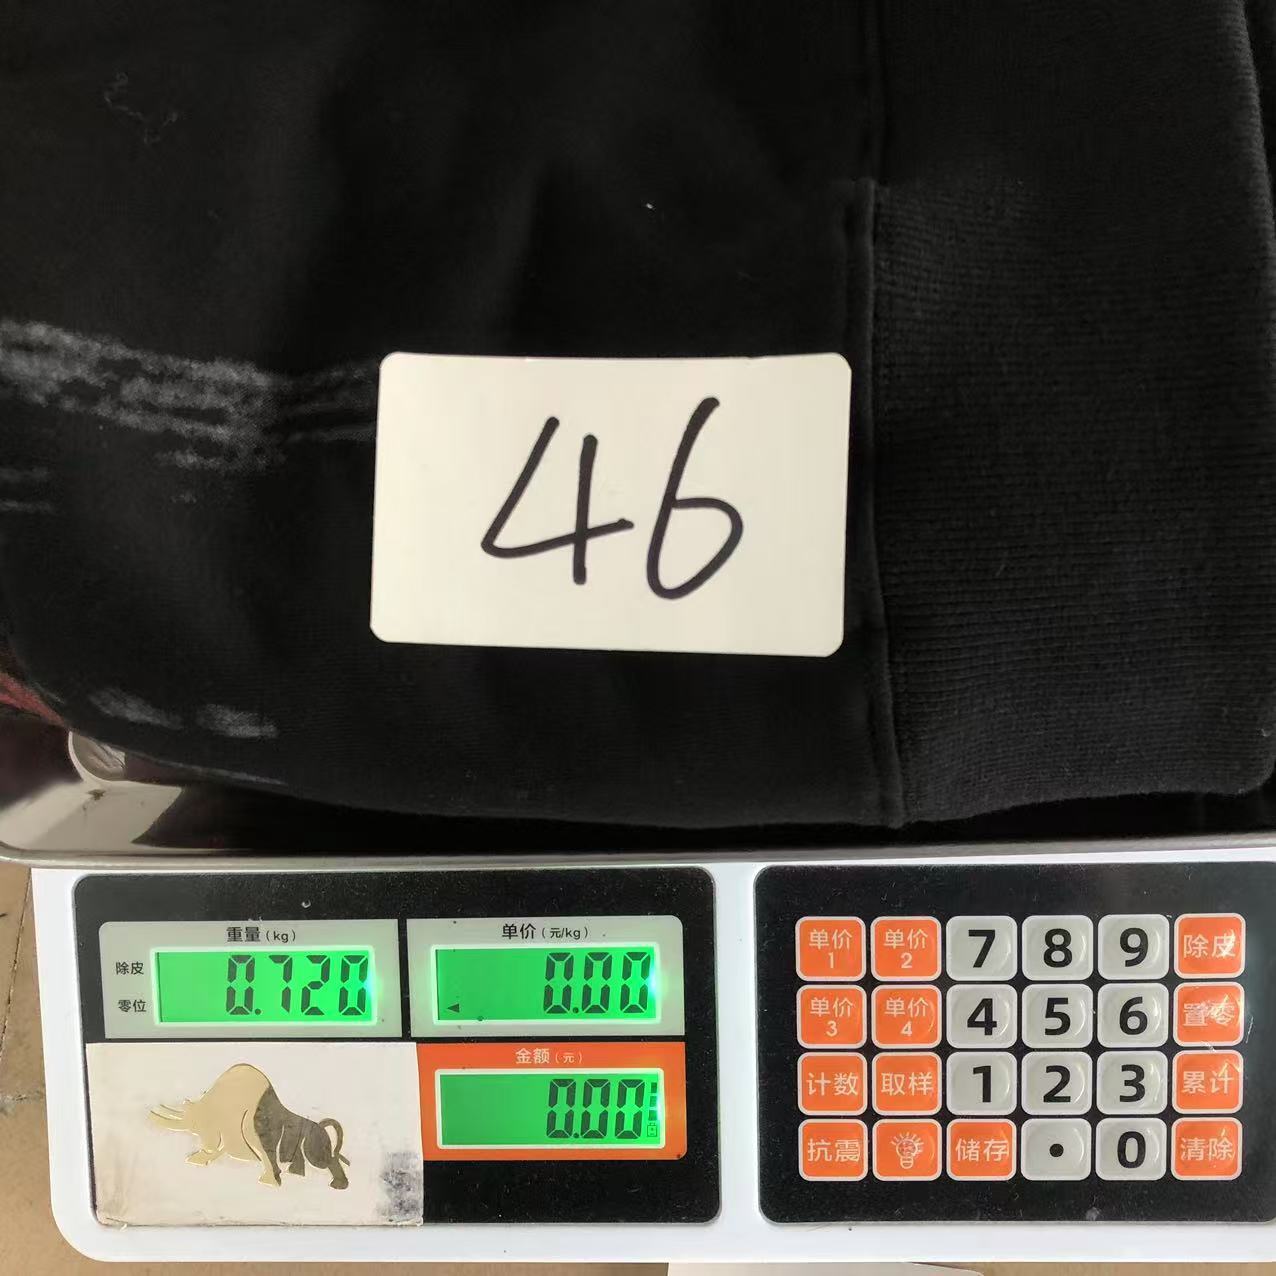 46
重量(kg)
除皮
零位
0.720
单价(元/kg)
0.00
金额(元)
0.00
单价1 单价2 7 8 9 除皮
单价3 单价4 4 5 6 置零
计数 取样 1 2 3 累计
抗震 储存 • 0 清除